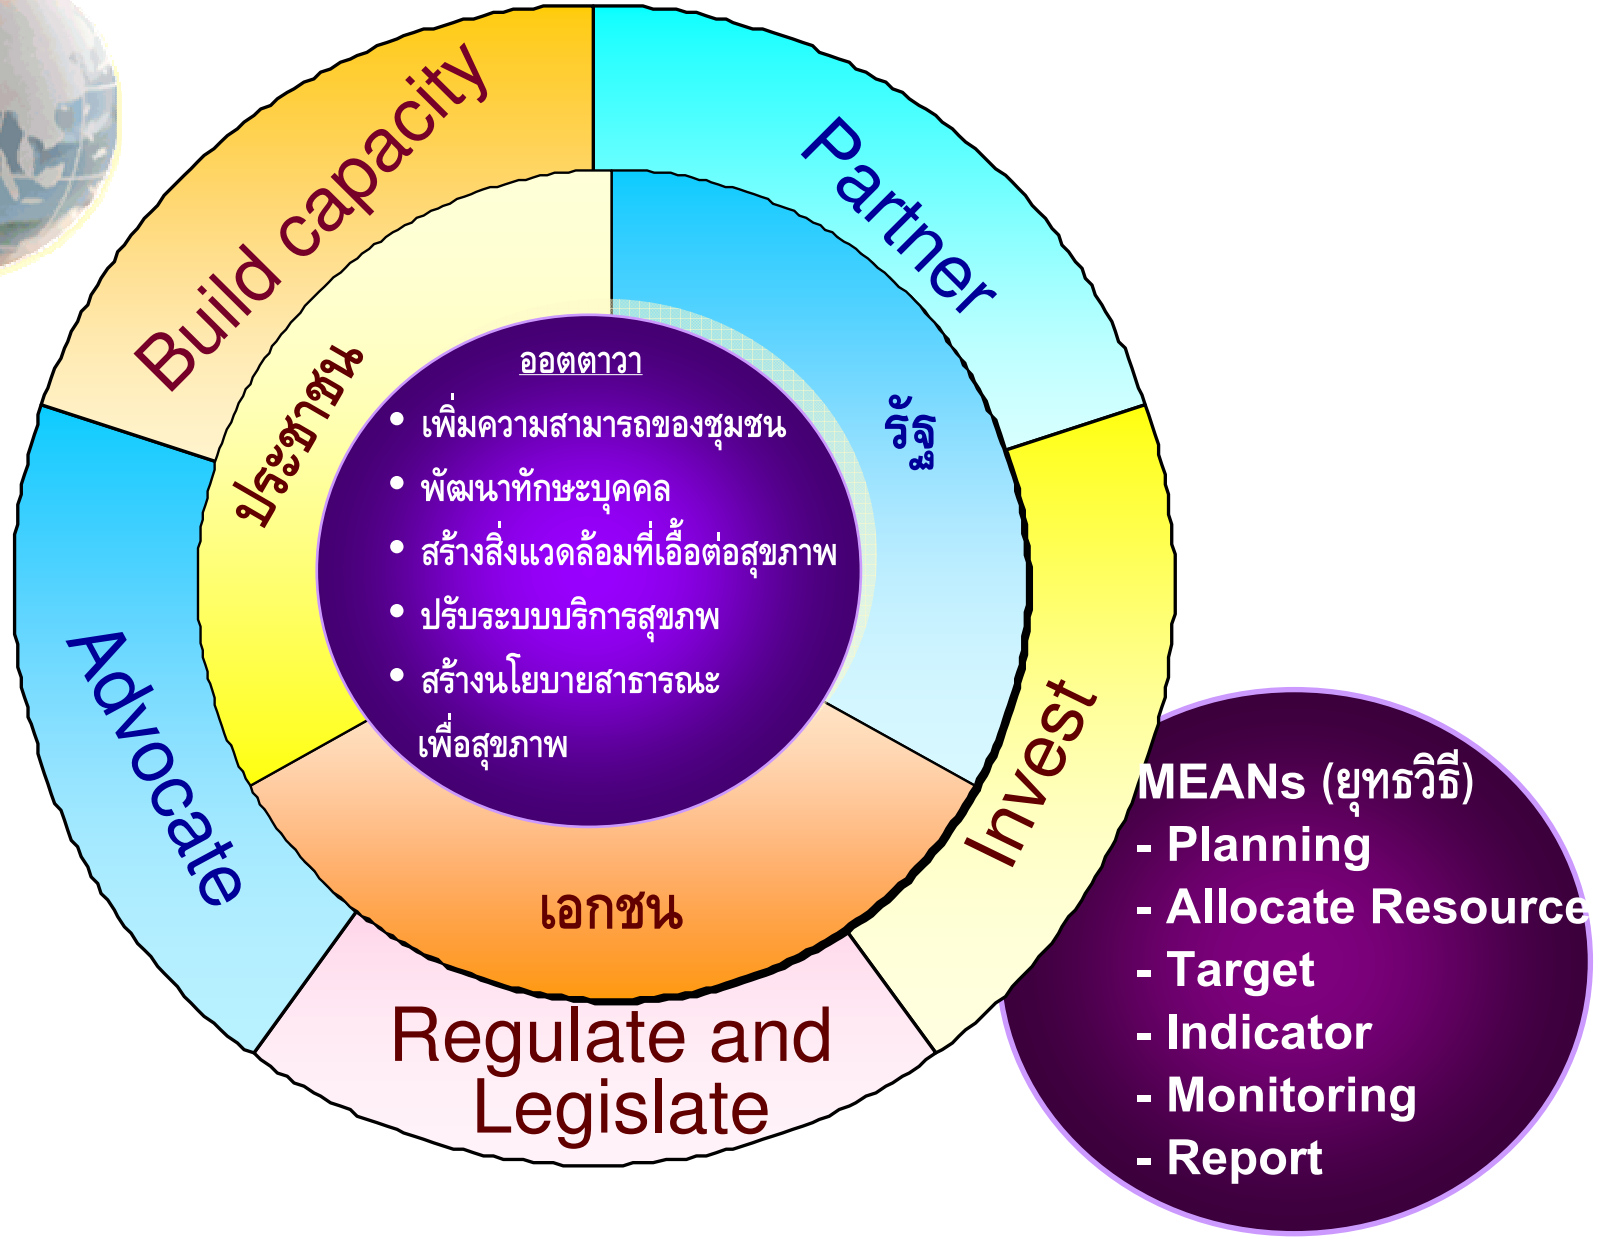 Build capacity
Partner
Invest
Regulate and
Legislate
Advocate
ประชาชน
รัฐ
เอกชน
ออตตาวา
• เพิ่มความสามารถของชุมชน
• พัฒนาทักษะบุคคล
• สร้างสิ่งแวดล้อมที่เอื้อต่อสุขภาพ
• ปรับระบบบริการสุขภพ
• สร้างนโยบายสาธารณะ
เพื่อสุขภาพ
MEANs (ยุทธวิธี)
- Planning
- Allocate Resource
- Target
- Indicator
- Monitoring
- Report